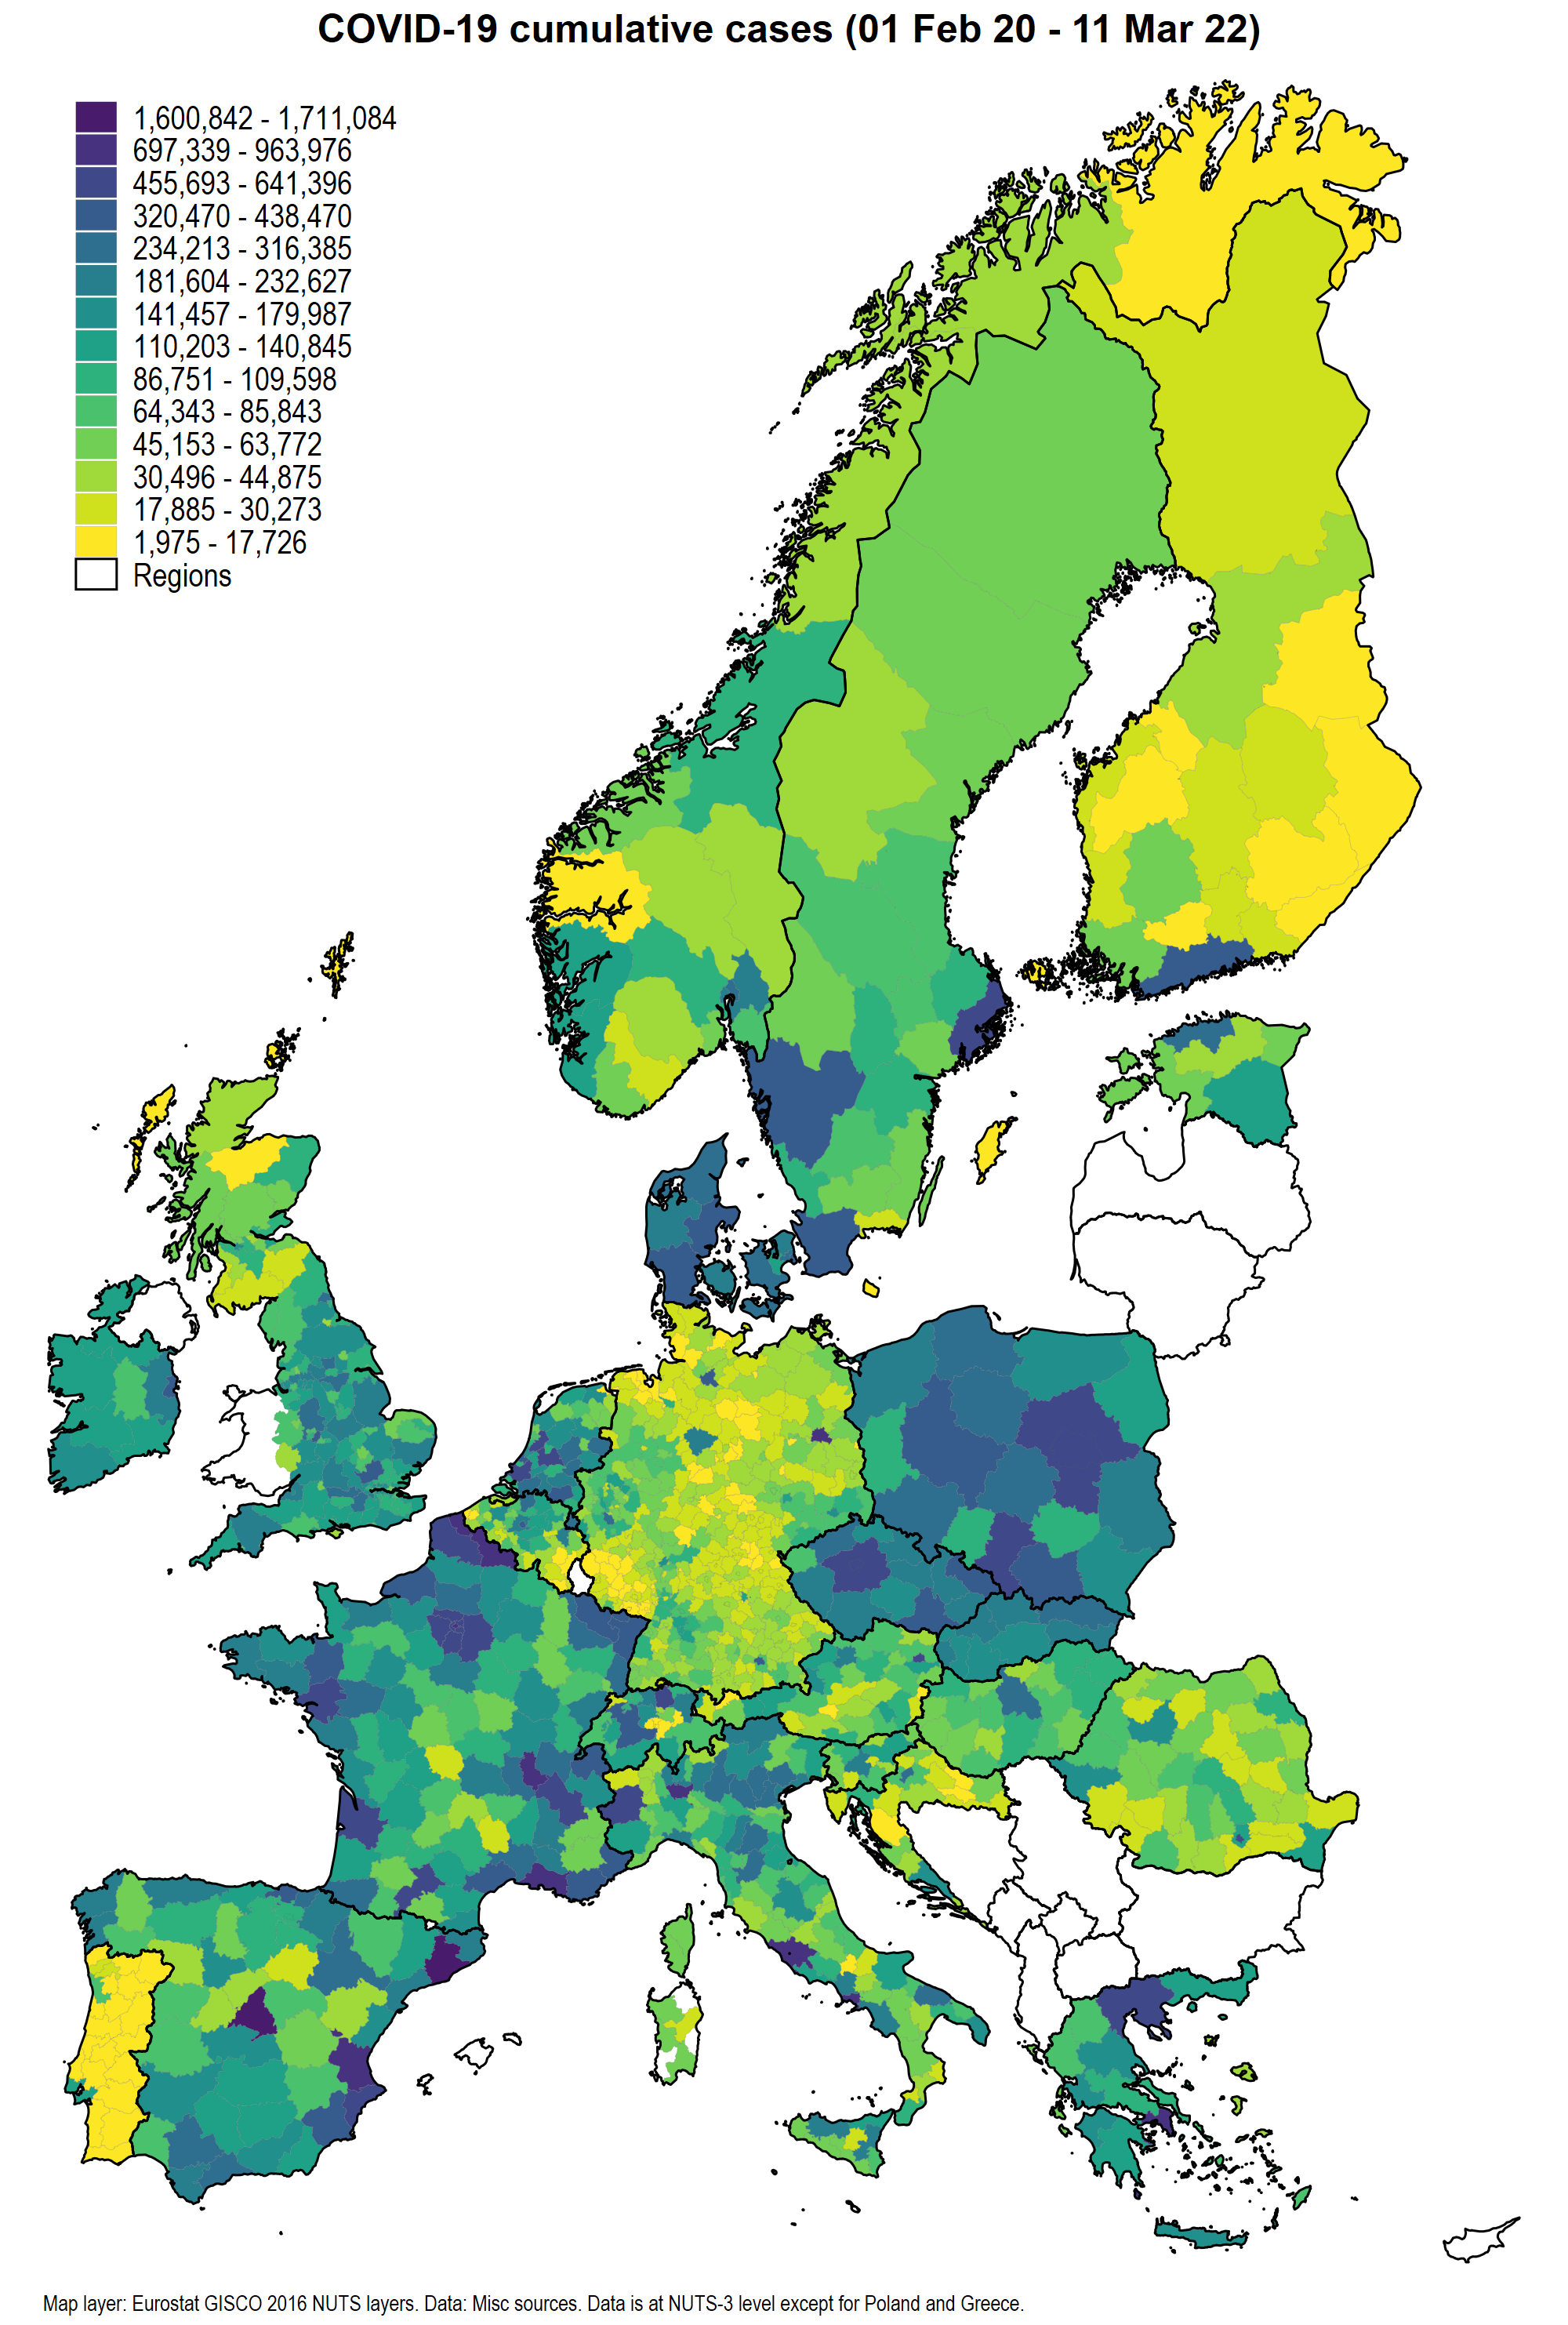 COVID-19 cumulative cases (01 Feb 20 - 11 Mar 22)
1,600,842 - 1,711,084
697,339 - 963,976
455,693 - 641,396
320,470 - 438,470
234,213 - 316,385
181,604 - 232,627
141,457 - 179,987
110,203 - 140,845
86,751 - 109,598
64,343 - 85,843
45,153 - 63,772
30,496 - 44,875
17,885 - 30,273
1,975 - 17,726
Regions
Map layer: Eurostat GISCO 2016 NUTS layers. Data: Misc sources. Data is at NUTS-3 level except for Poland and Greece.